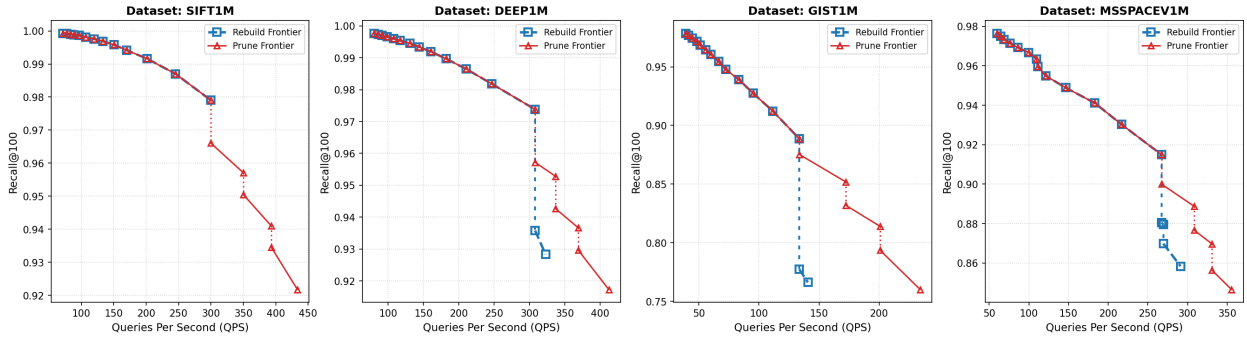 Dataset: SIFT1M
Recall@100
1.00
0.99
0.98
0.97
0.96
0.95
0.94
0.93
0.92
Rebuild Frontier
Prune Frontier
100 150 200 250 300 350 400 450
Queries Per Second (QPS)
Dataset: DEEP1M
Recall@100
1.00
0.99
0.98
0.97
0.96
0.95
0.94
0.93
0.92
Rebuild Frontier
Prune Frontier
100 150 200 250 300 350 400
Queries Per Second (QPS)
Dataset: GIST1M
Recall@100
0.95
0.90
0.85
0.80
0.75
Rebuild Frontier
Prune Frontier
50 100 150 200
Queries Per Second (QPS)
Dataset: MSSPACEV1M
Recall@100
0.98
0.96
0.94
0.92
0.90
0.88
0.86
Rebuild Frontier
Prune Frontier
50 100 150 200 250 300 350
Queries Per Second (QPS)